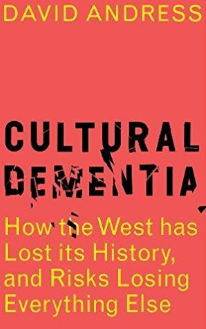 DAVID ANDRESS
CULTURAL
DEMENTIA
How the West has
Lost its History,
and Risks Losing
Everything Else